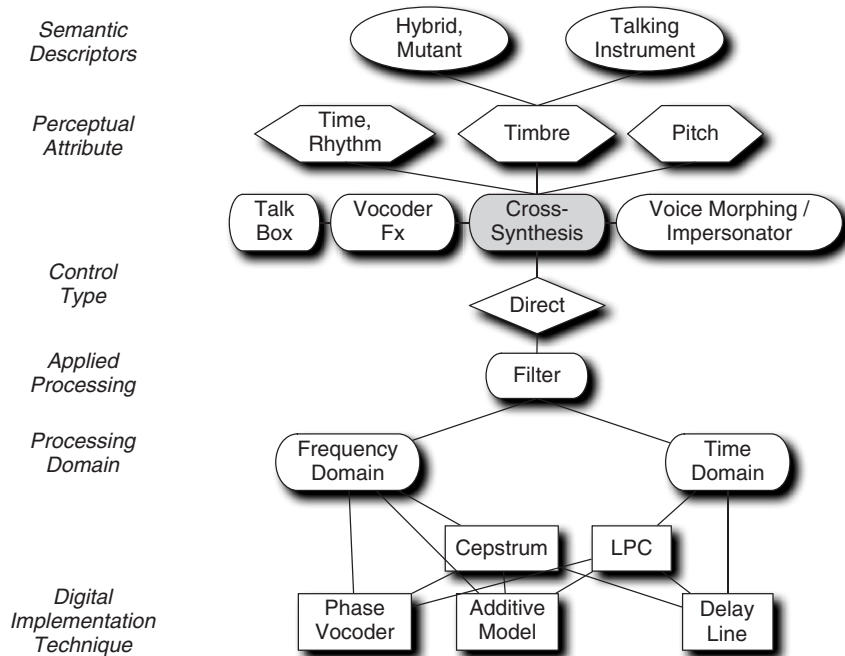 Semantic
Descriptors
Hybrid,
Mutant
Talking
Instrument
Perceptual
Attribute
Time,
Rhythm
Timbre
Pitch
Talk
Box
Vocoder
Fx
Cross-
Synthesis
Voice Morphing /
Impersonator
Control
Type
Direct
Applied
Processing
Filter
Processing
Domain
Frequency
Domain
Time
Domain
Cepstrum
LPC
Digital
Implementation
Technique
Phase
Vocoder
Additive
Model
Delay
Line